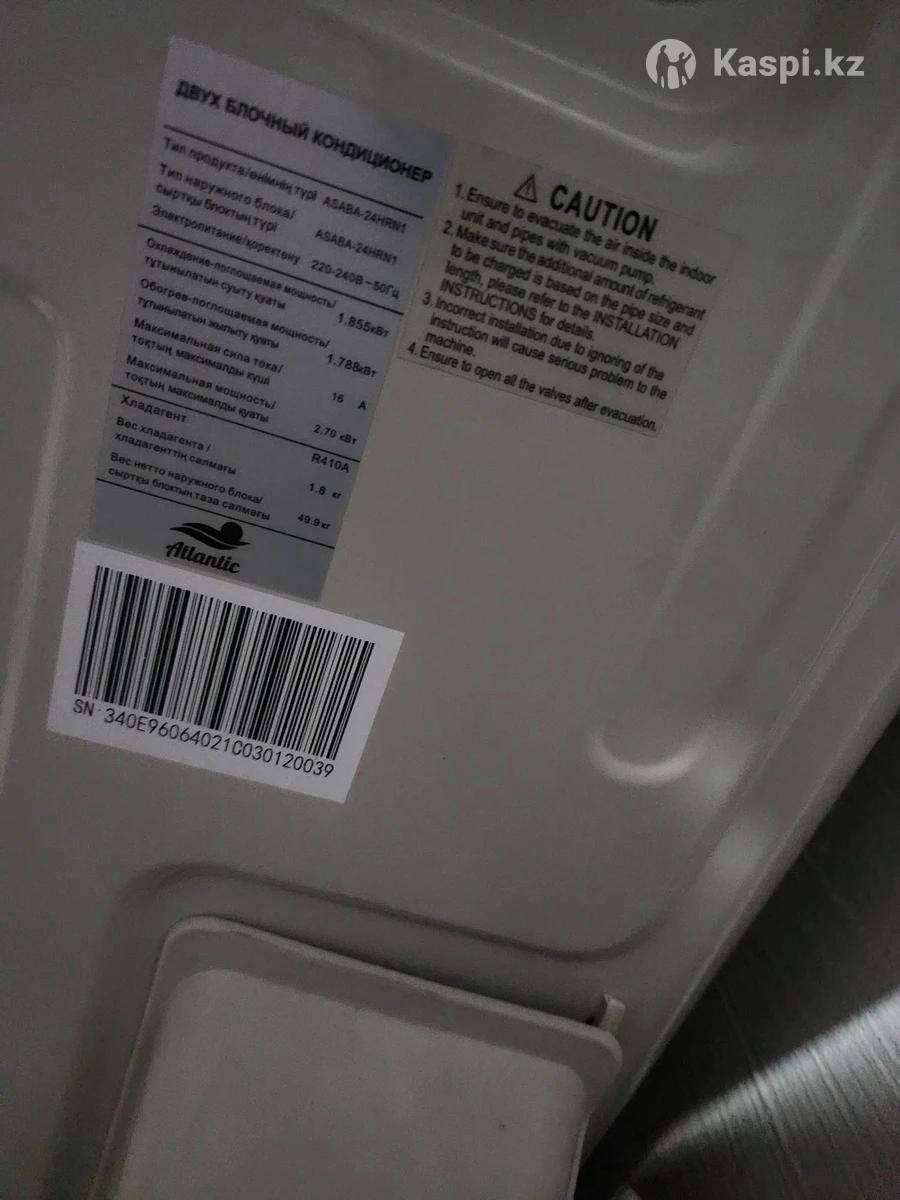 Kaspi.kz
ДВУХ БЛОЧНЫЙ КОНДИЦИОНЕР
Тип продукта/өнімнің түрі ASABA-24HRN1
Тип наружного блока/
сыртқы блоктың түрі ASABA-24HRN1
Электропитание/қоректену 220-240В ~ 50Гц
Охлаждение-поглощаемая мощность/
тұтынылатын суыту қуаты 1.855кВт
Обогрев-поглощаемая мощность/
тұтынылатын жылыту қуаты 1.788кВт
Максимальная сила тока/
тоқтың максималды күші 16 А
Максимальная мощность/
тоқтың максималды қуаты 2.70 кВт
Хладагент R410A
Вес хладагента /
хладагенттің салмағы 1.8 кг
Вес нетто наружного блока/
сыртқы блоктың таза салмағы 49.9 кг
Atlantic
SN 340E96064021C030120039
CAUTION
1. Ensure to evacuate the air inside the indoor
unit and pipes with vacuum pump.
2. Make sure the additional amount of refrigerant
to be charged is based on the pipe size and
length, please refer to the INSTALLATION
INSTRUCTIONS for details.
3. Incorrect installation due to ignoring of the
instruction will cause serious problem to the
machine.
4. Ensure to open all the valves after evacuation.